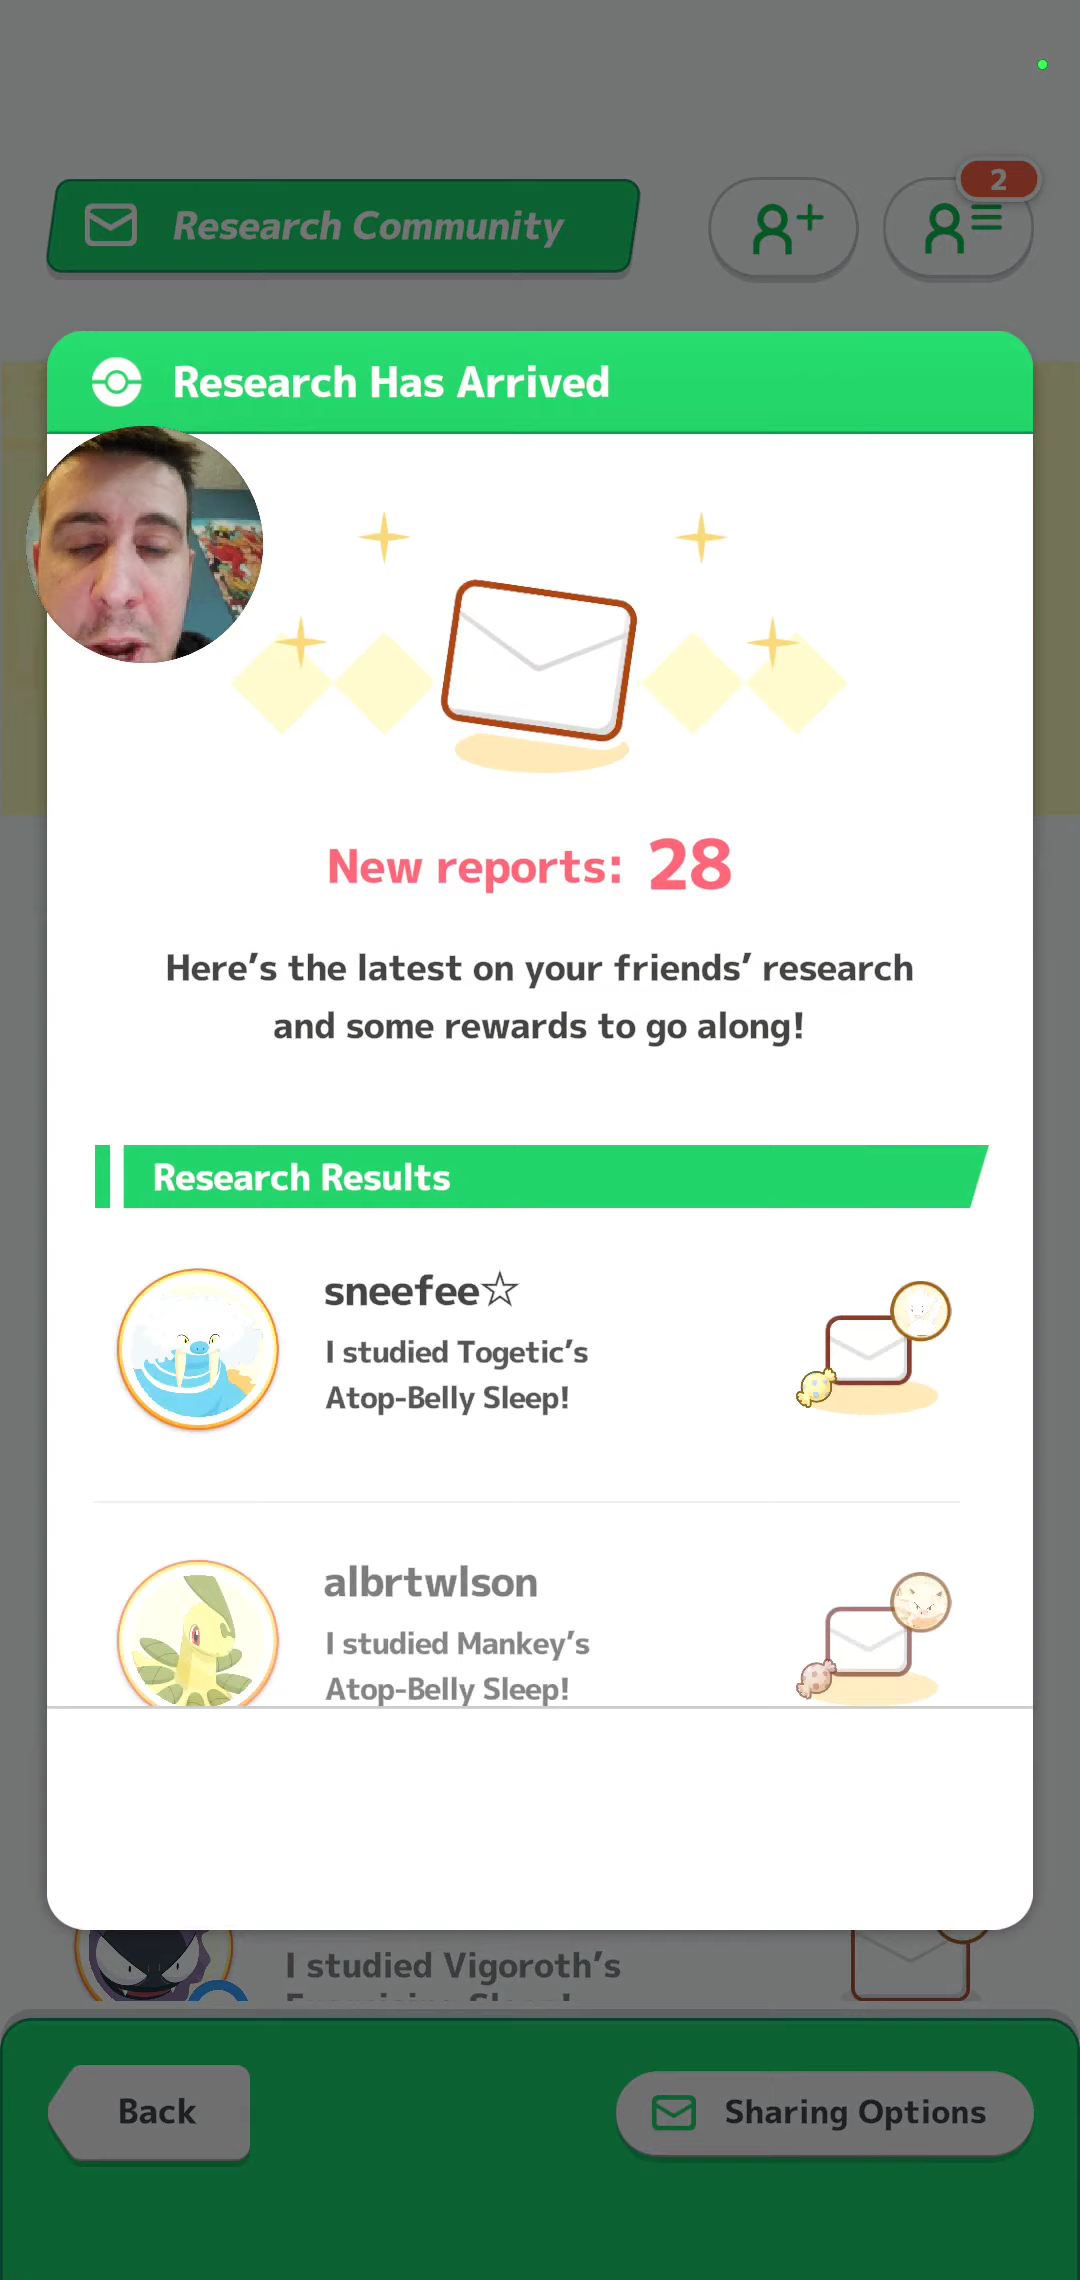 Research Community
2
Research Has Arrived
New reports: 28
Here's the latest on your friends' research
and some rewards to go along!
Research Results
sneefee☆
I studied Togetic's
Atop-Belly Sleep!
albrtwlson
I studied Mankey's
Atop-Belly Sleep!
I studied Vigoroth's
Back
Sharing Options